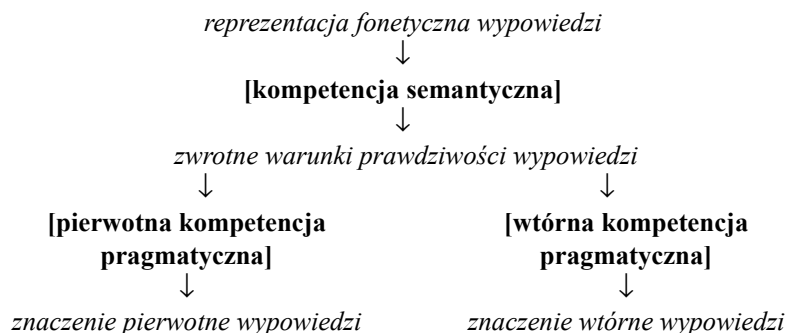 reprezentacja fonetyczna wypowiedzi
↓
[kompetencja semantyczna]
↓
zwrotne warunki prawdziwości wypowiedzi
↓ ↓
[pierwotna kompetencja
pragmatyczna]
↓
znaczenie pierwotne wypowiedzi
[wtórna kompetencja
pragmatyczna]
↓
znaczenie wtórne wypowiedzi